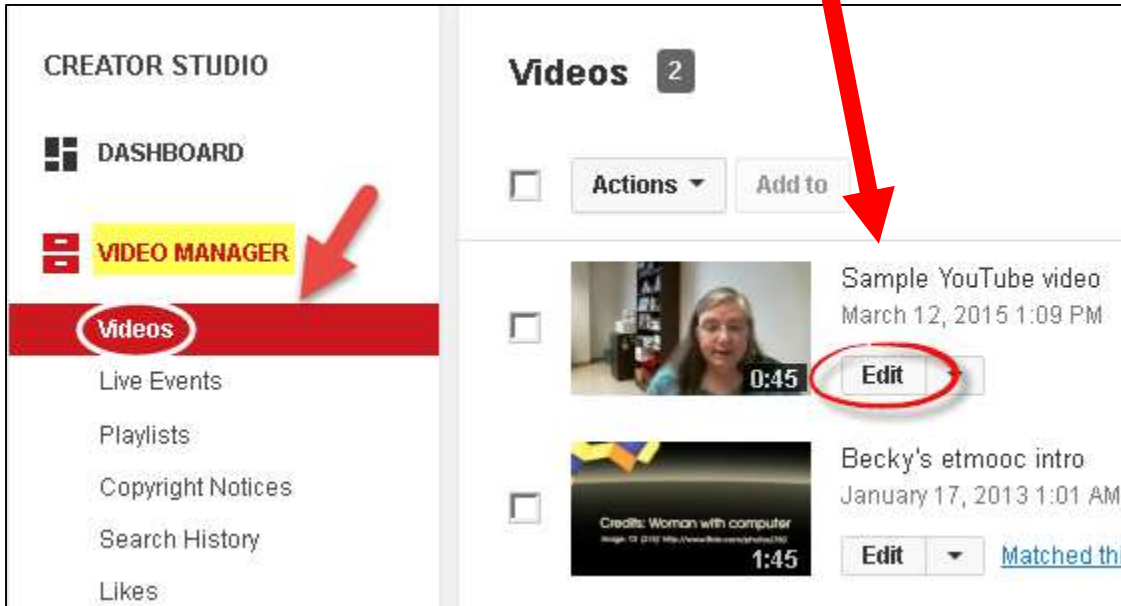 CREATOR STUDIO
DASHBOARD
VIDEO MANAGER
Videos
Live Events
Playlists
Copyright Notices
Search History
Likes
Videos 2
Actions Add to
Sample YouTube video
March 12, 2015 1:09 PM
0:45
Edit
Becky's etmooc intro
January 17, 2013 1:01 AM
Credits: Woman with computer
1:45
Edit Matched thi